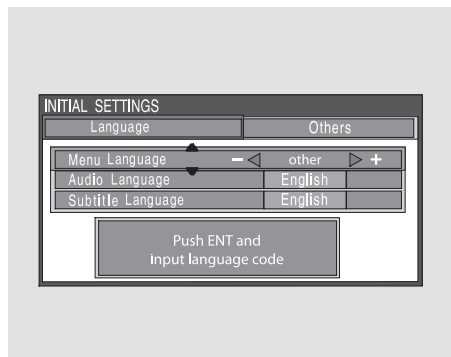 INITIAL SETTINGS
Language Others
Menu Language − other +
Audio Language English
Subtitle Language English
Push ENT and
input language code